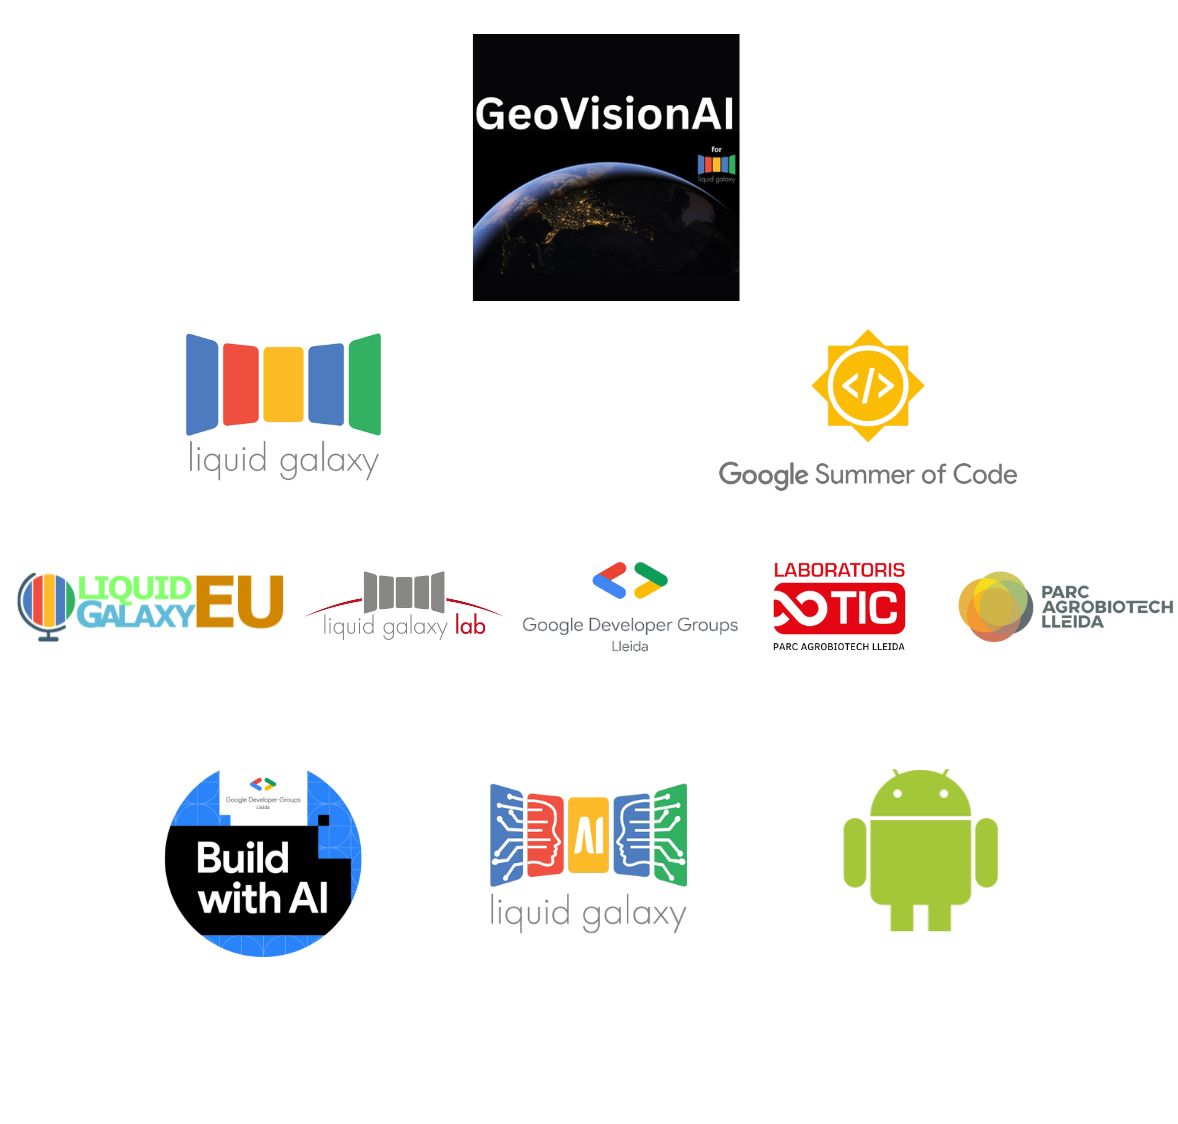 GeoVisionAI
for
liquid galaxy
liquid galaxy
</>
Google Summer of Code
LIQUID
GALAXY EU
liquid galaxy lab
Google Developer Groups
Lleida
LABORATORIS
TIC
PARC AGROBIOTECH LLEIDA
PARC
AGROBIOTECH
LLEIDA
Google Developer Groups
Lleida
Build
with AI
AI
liquid galaxy